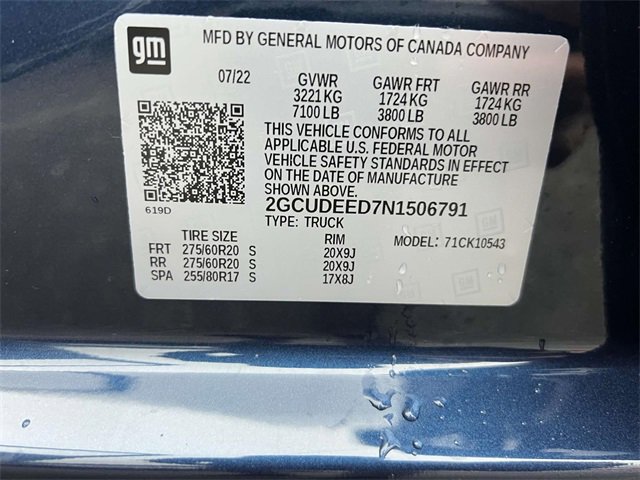 gm
MFD BY GENERAL MOTORS OF CANADA COMPANY
07/22 GVWR GAWR FRT GAWR RR
3221 KG 1724 KG 1724 KG
7100 LB 3800 LB 3800 LB
THIS VEHICLE CONFORMS TO ALL
APPLICABLE U.S. FEDERAL MOTOR
VEHICLE SAFETY STANDARDS IN EFFECT
ON THE DATE OF MANUFACTURE
SHOWN ABOVE.
619D
2GCUDEED7N1506791
TYPE: TRUCK
TIRE SIZE RIM MODEL: 71CK10543
FRT 275/60R20 S 20X9J
RR 275/60R20 S 20X9J
SPA 255/80R17 S 17X8J